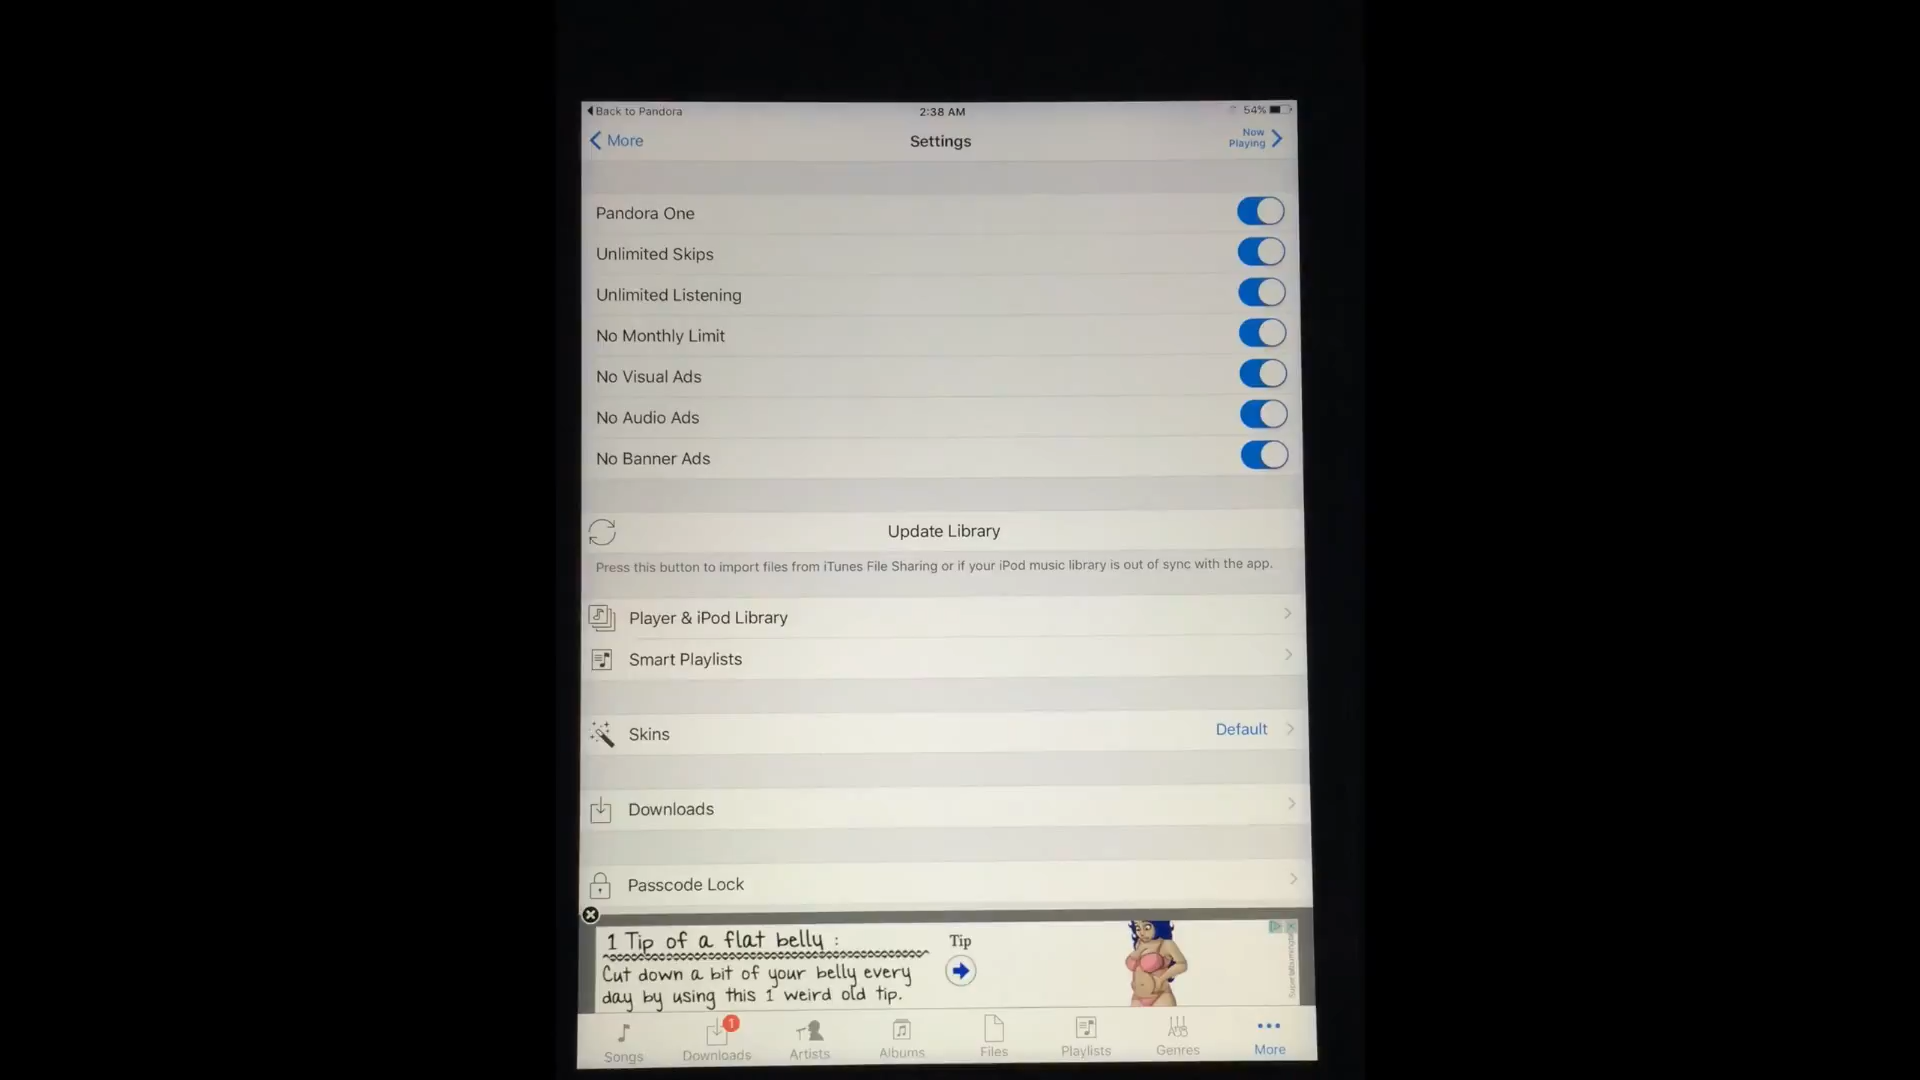 Back to Pandora
2:38 AM
54%
More
Settings
Now
Playing
Pandora One
Unlimited Skips
Unlimited Listening
No Monthly Limit
No Visual Ads
No Audio Ads
No Banner Ads
Update Library
Press this button to import files from iTunes File Sharing or if your iPod music library is out of sync with the app.
Player & iPod Library
Smart Playlists
Skins
Default
Downloads
Passcode Lock
1 Tip of a flat belly :
Cut down a bit of your belly every
day by using this 1 weird old tip.
Tip
1
Songs
Downloads
Artists
Albums
Files
Playlists
Genres
More